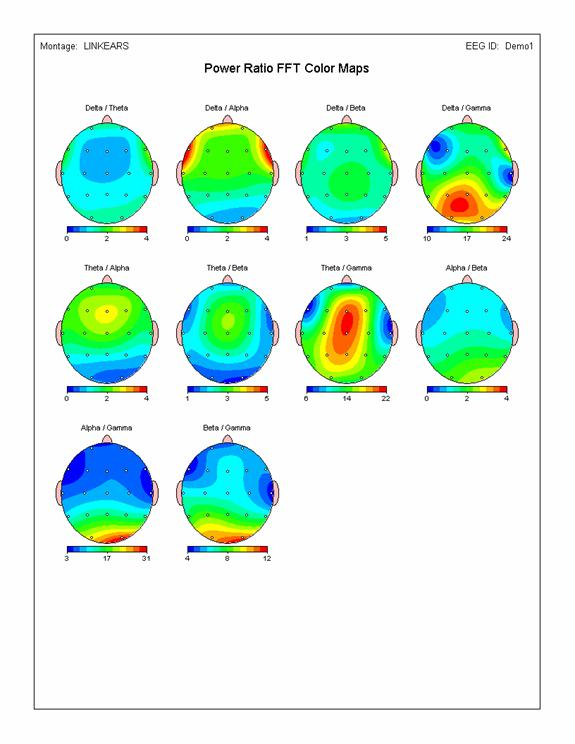 Montage: LINKEARS EEG ID: Demo1
Power Ratio FFT Color Maps
Delta / Theta Delta / Alpha Delta / Beta Delta / Gamma
0 2 4 0 2 4 1 3 5 10 17 24
Theta / Alpha Theta / Beta Theta / Gamma Alpha / Beta
0 2 4 1 3 5 6 14 22 0 2 4
Alpha / Gamma Beta / Gamma
3 17 31 4 8 12